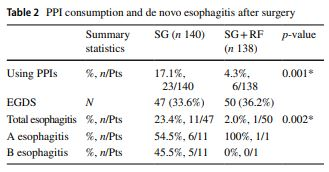 Table 2 PPI consumption and de novo esophagitis after surgery
Summary statistics SG (n 140) SG + RF (n 138) p-value
Using PPIs %, n/Pts 17.1%, 23/140 4.3%, 6/138 0.001*
EGDS N 47 (33.6%) 50 (36.2%)
Total esophagitis %, n/Pts 23.4%, 11/47 2.0%, 1/50 0.002*
A esophagitis %, n/Pts 54.5%, 6/11 100%, 1/1
B esophagitis %, n/Pts 45.5%, 5/11 0%, 0/1